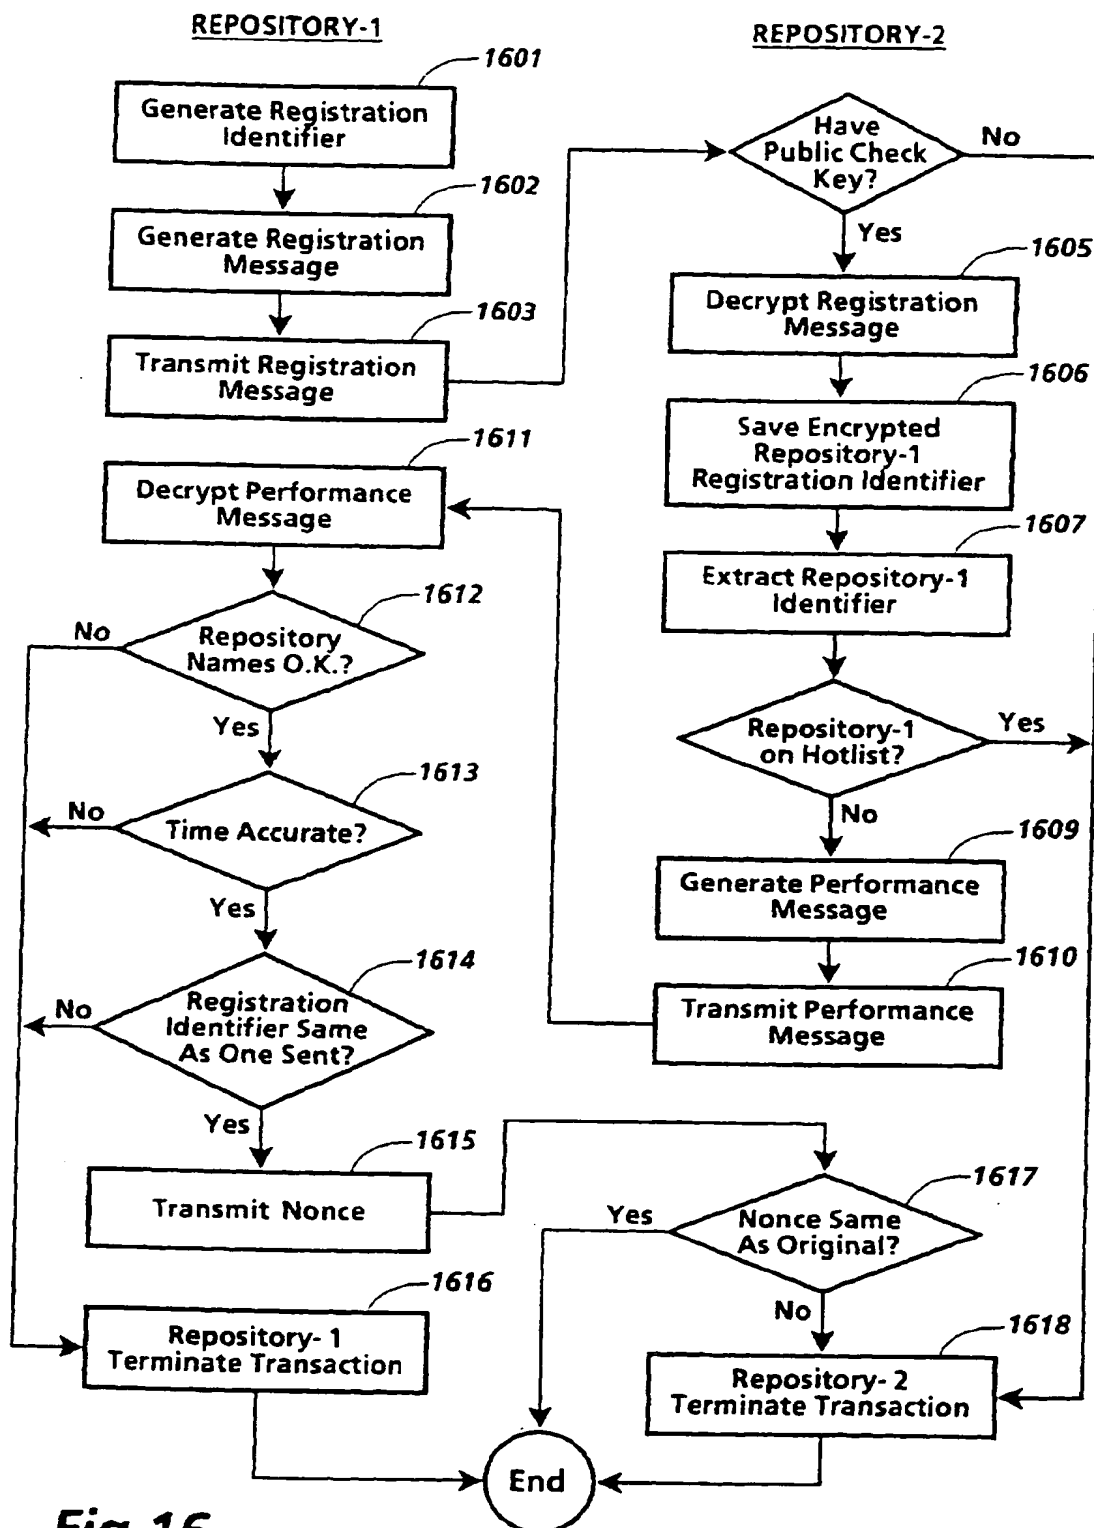 REPOSITORY-1
1601
Generate Registration
Identifier
1602
Generate Registration
Message
1603
Transmit Registration
Message
1611
Decrypt Performance
Message
1612
No
Repository
Names O.K.?
Yes
1613
No
Time Accurate?
Yes
1614
No
Registration
Identifier Same
As One Sent?
Yes
1615
Transmit Nonce
1616
Repository- 1
Terminate Transaction
REPOSITORY-2
Have
Public Check
Key?
No
Yes
1605
Decrypt Registration
Message
1606
Save Encrypted
Repository-1
Registration Identifier
1607
Extract Repository-1
Identifier
Repository-1
on Hotlist?
Yes
No
1609
Generate Performance
Message
1610
Transmit Performance
Message
1617
Yes
Nonce Same
As Original?
No
1618
Repository- 2
Terminate Transaction
End
Fig.16